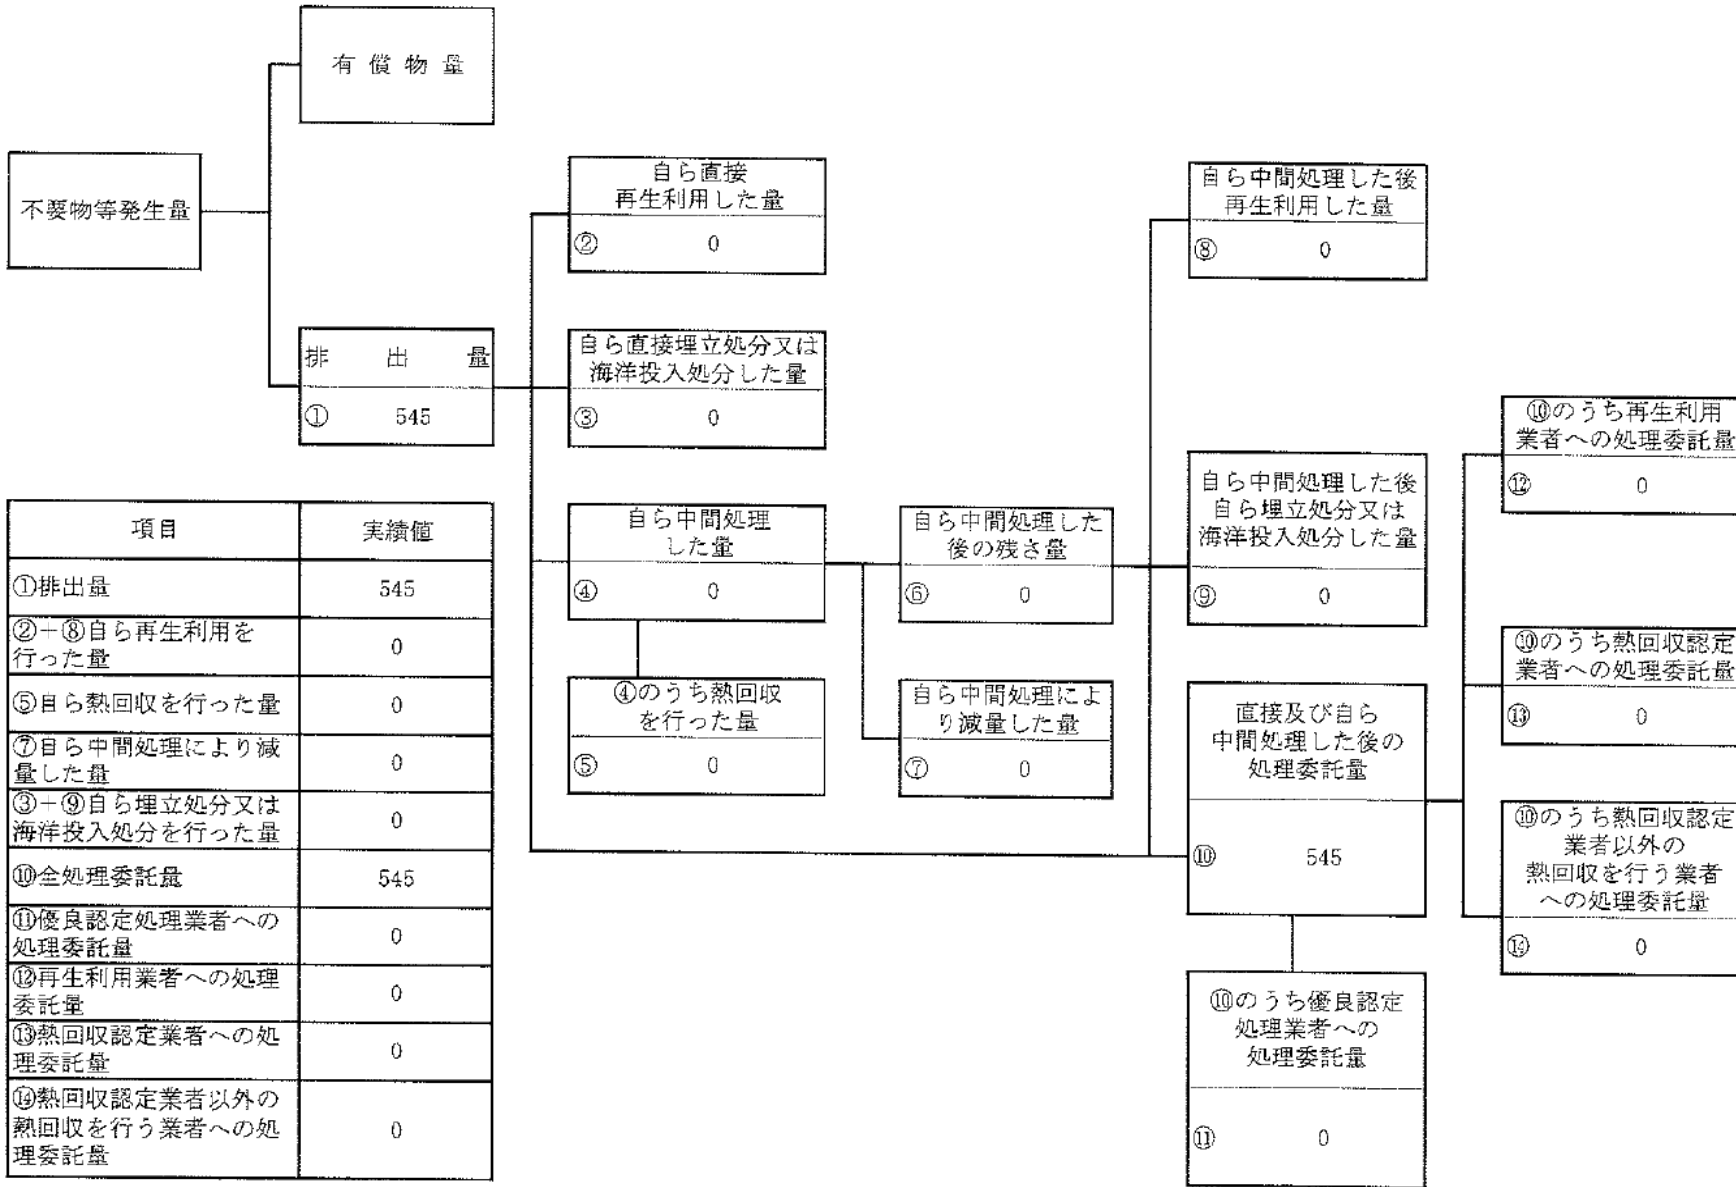 有償物量
不要物等発生量
排出量
① 545
自ら直接
再生利用した量
② 0
自ら直接埋立処分又は
海洋投入処分した量
③ 0
自ら中間処理
した量
④ 0
④のうち熱回収
を行った量
⑤ 0
自ら中間処理した
後の残さ量
⑥ 0
自ら中間処理によ
り減量した量
⑦ 0
自ら中間処理した後
再生利用した量
⑧ 0
自ら中間処理した後
自ら埋立処分又は
海洋投入処分した量
⑨ 0
直接及び自ら
中間処理した後の
処理委託量
⑩ 545
⑩のうち優良認定
処理業者への
処理委託量
⑪ 0
⑩のうち再生利用
業者への処理委託量
⑫ 0
⑩のうち熱回収認定
業者への処理委託量
⑬ 0
⑩のうち熱回収認定
業者以外の
熱回収を行う業者
への処理委託量
⑭ 0
項目 実績値
①排出量 545
②+⑧自ら再生利用を
行った量 0
⑤自ら熱回収を行った量 0
⑦自ら中間処理により減
量した量 0
③+⑨自ら埋立処分又は
海洋投入処分を行った量 0
⑩全処理委託量 545
⑪優良認定処理業者への
処理委託量 0
⑫再生利用業者への処理
委託量 0
⑬熱回収認定業者への処
理委託量 0
⑭熱回収認定業者以外の
熱回収を行う業者への処
理委託量 0